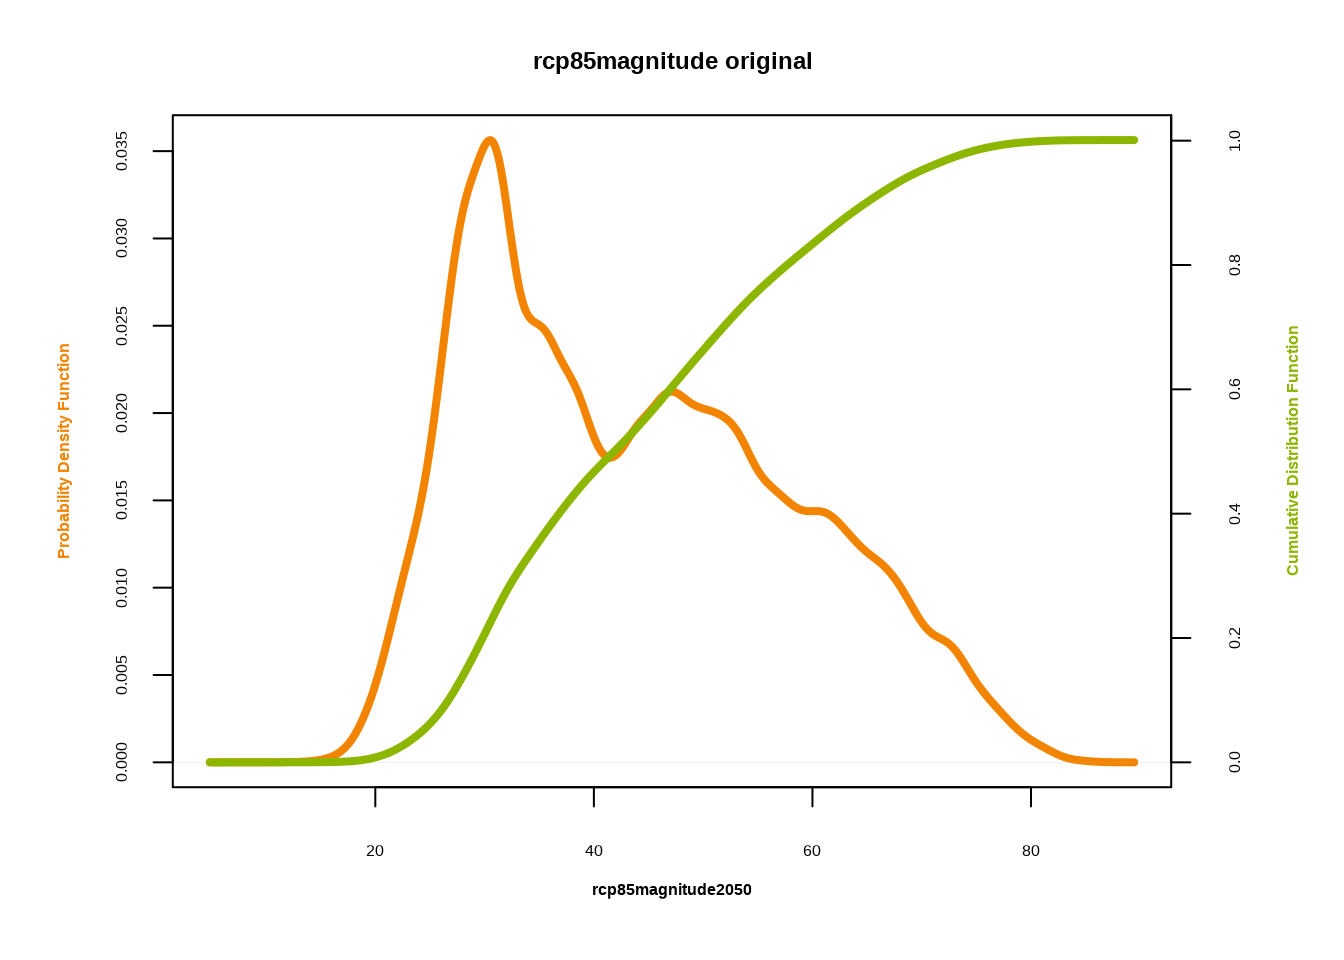 rcp85magnitude original
Probability Density Function
0.035
0.030
0.025
0.020
0.015
0.010
0.005
0.000
1.0
0.8
0.6
0.4
0.2
0.0
Cumulative Distribution Function
20 40 60 80
rcp85magnitude2050